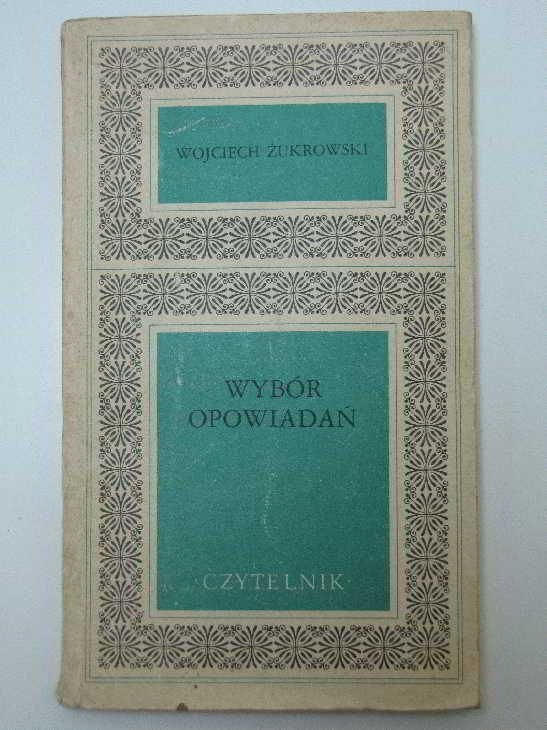 WOJCIECH ŻUKROWSKI
WYBÓR
OPOWIADAŃ
·CZYTELNIK·